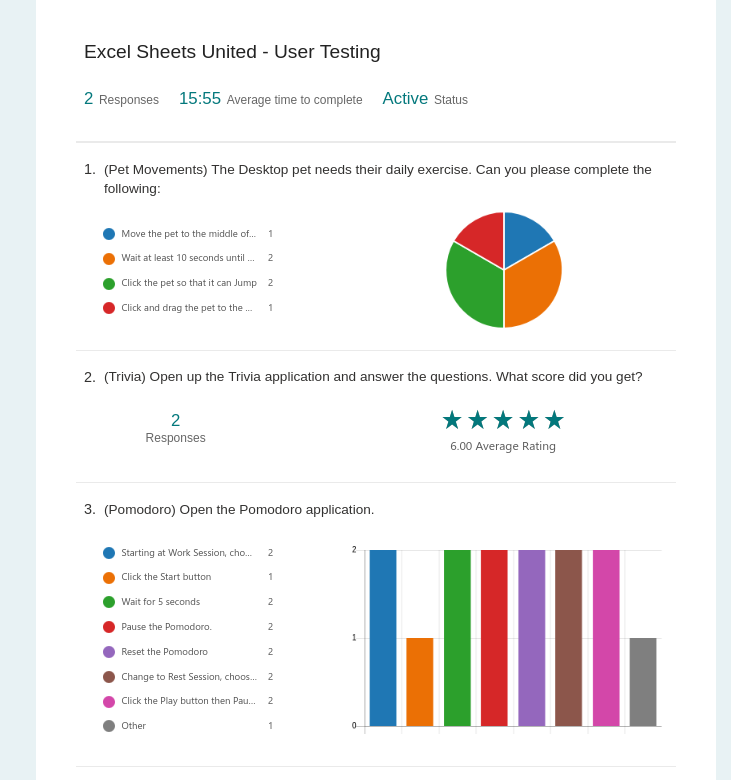 Excel Sheets United - User Testing
2 Responses 15:55 Average time to complete Active Status
1. (Pet Movements) The Desktop pet needs their daily exercise. Can you please complete the
following:
Move the pet to the middle of... 1
Wait at least 10 seconds until ... 2
Click the pet so that it can Jump 2
Click and drag the pet to the ... 1
2. (Trivia) Open up the Trivia application and answer the questions. What score did you get?
2
Responses
6.00 Average Rating
3. (Pomodoro) Open the Pomodoro application.
Starting at Work Session, cho... 2
Click the Start button 1
Wait for 5 seconds 2
Pause the Pomodoro. 2
Reset the Pomodoro 2
Change to Rest Session, choos... 2
Click the Play button then Pau... 2
Other 1
2
1
0